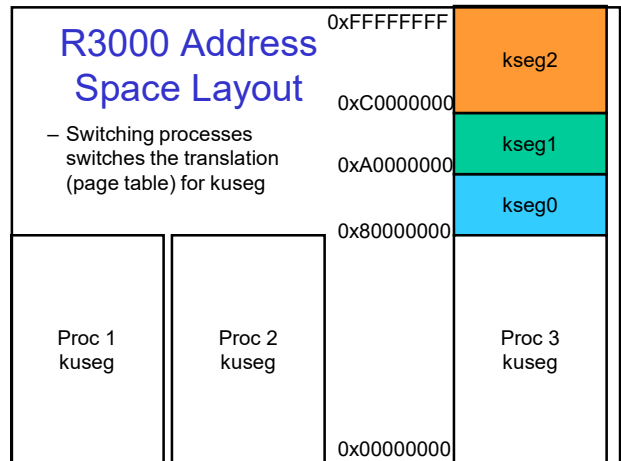 R3000 Address
Space Layout
– Switching processes
switches the translation
(page table) for kuseg
0xFFFFFFFF
kseg2
0xC0000000
kseg1
0xA0000000
kseg0
0x80000000
Proc 1
kuseg
Proc 2
kuseg
Proc 3
kuseg
0x00000000